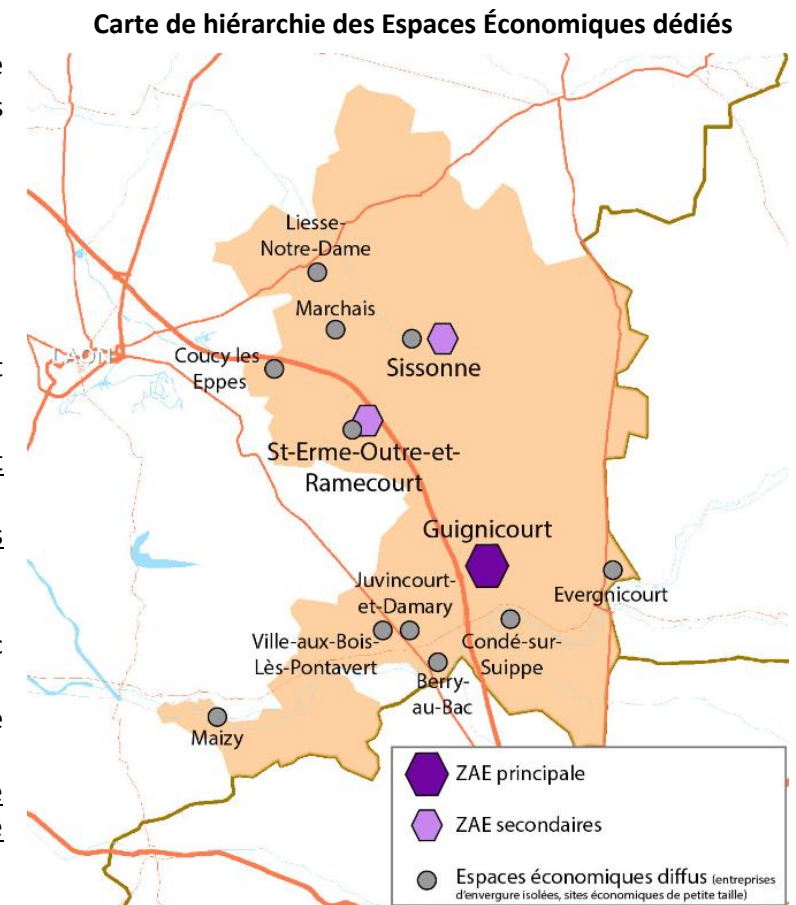 Carte de hiérarchie des Espaces Économiques dédiés
e
s
t
t
s
c
e
e
e
Liesse-
Notre-Dame
Marchais
LAON
Coucy les
Eppes
Sissonne
St-Erme-Outre-et-
Ramecourt
Guignicourt
Juvincourt-
et-Damary
Evergnicourt
Ville-aux-Bois-
Lès-Pontavert
Condé-sur-
Suippe
Berry-
au-Bac
Maizy
ZAE principale
ZAE secondaires
Espaces économiques diffus (entreprises
d'envergure isolées, sites économiques de petite taille)